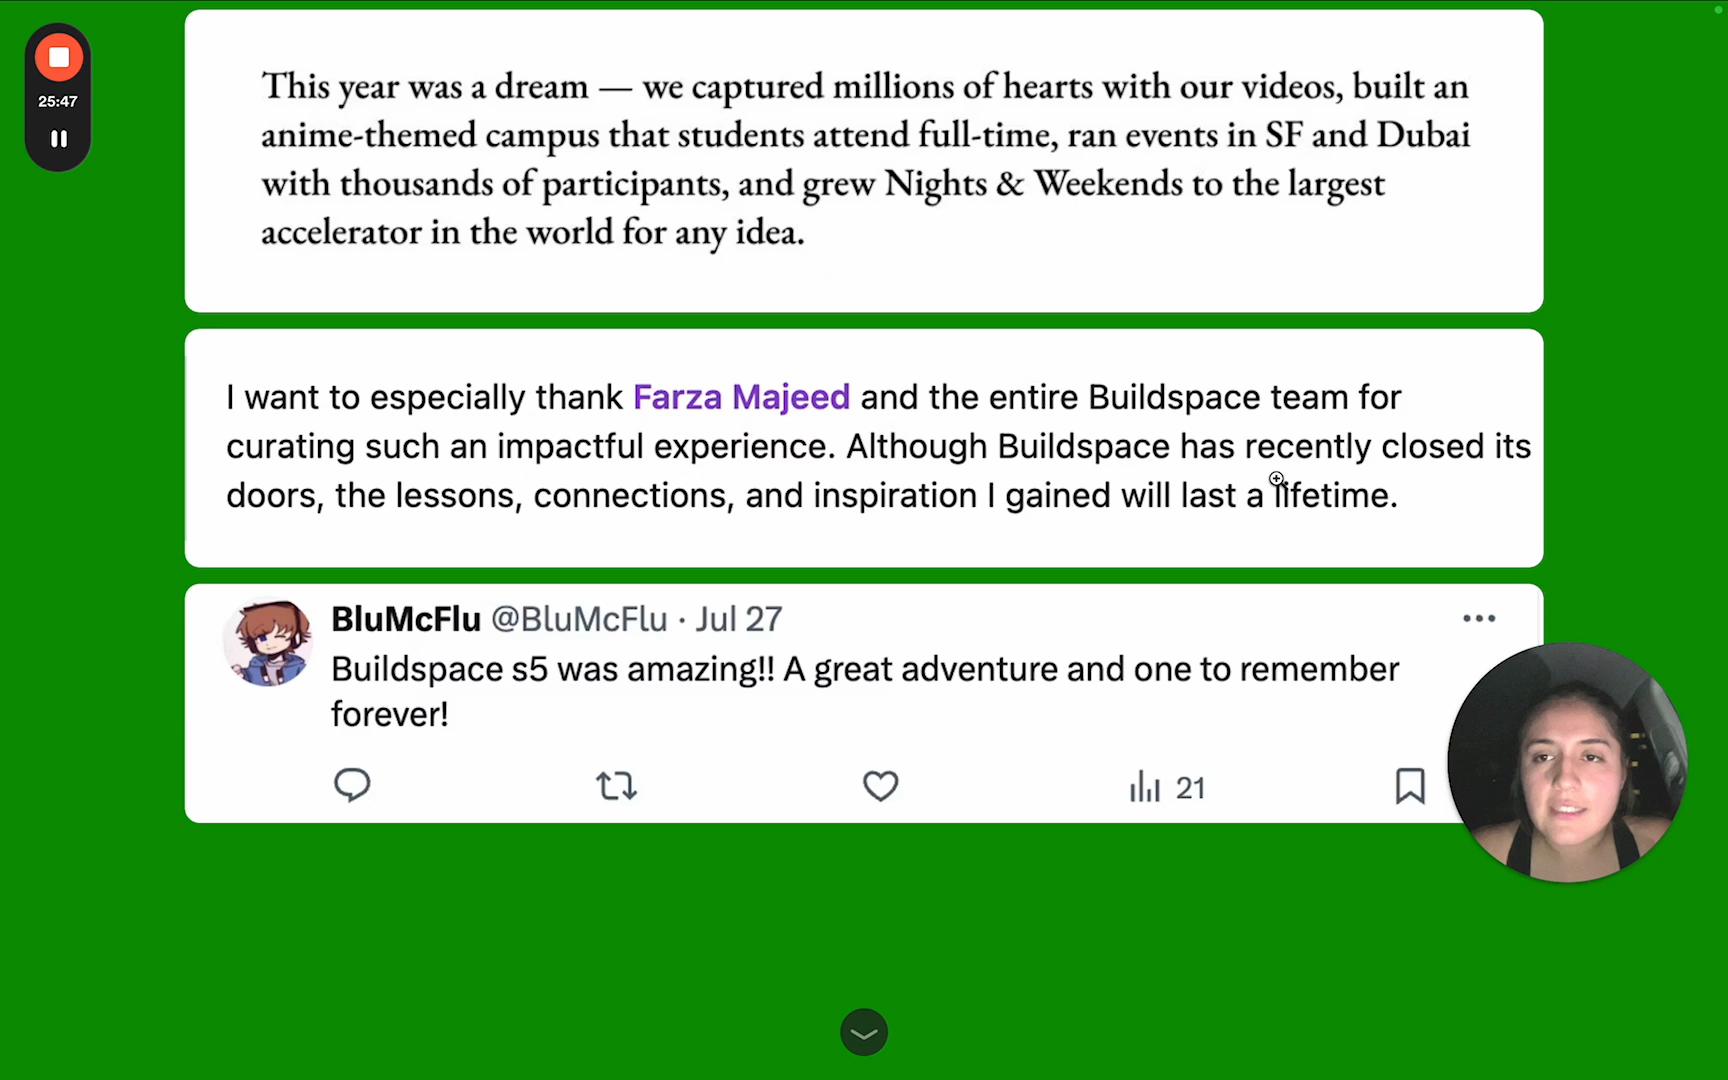 25:47
This year was a dream — we captured millions of hearts with our videos, built an
anime-themed campus that students attend full-time, ran events in SF and Dubai
with thousands of participants, and grew Nights & Weekends to the largest
accelerator in the world for any idea.
I want to especially thank Farza Majeed and the entire Buildspace team for
curating such an impactful experience. Although Buildspace has recently closed its
doors, the lessons, connections, and inspiration I gained will last a lifetime.
BluMcFlu @BluMcFlu · Jul 27
Buildspace s5 was amazing!! A great adventure and one to remember
forever!
21